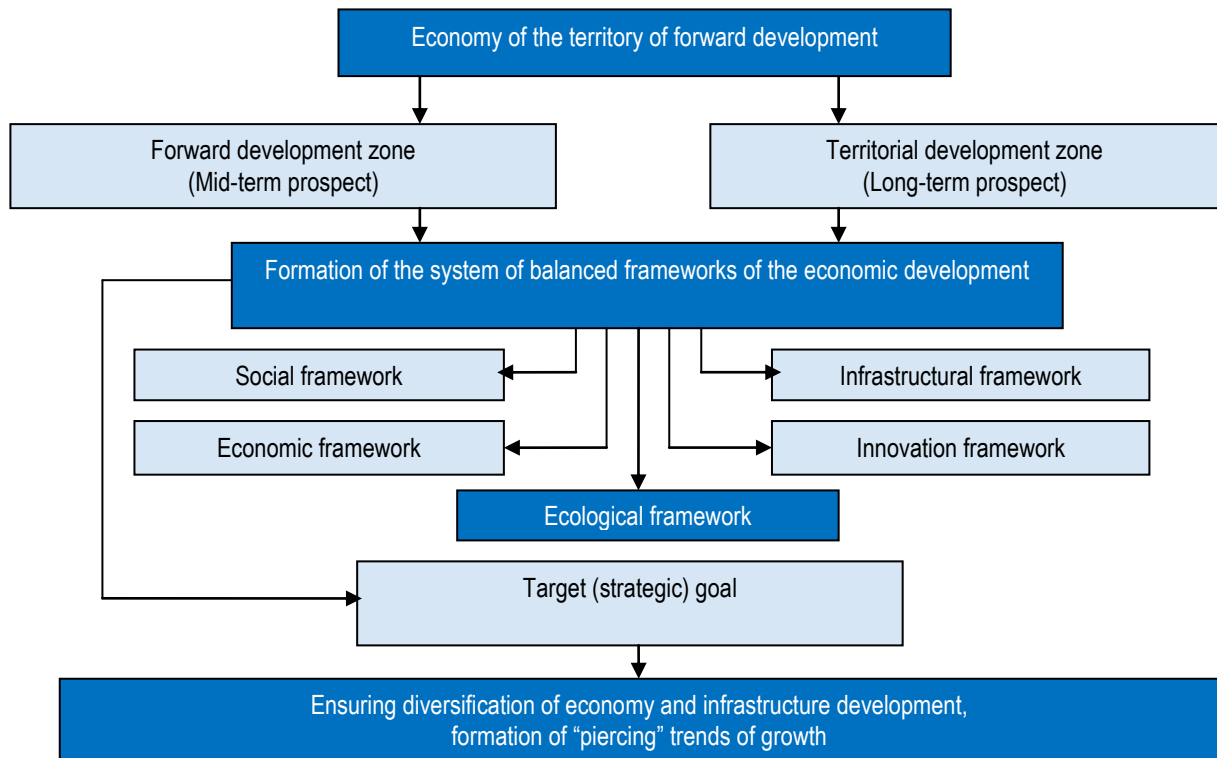 Economy of the territory of forward development
Forward development zone
(Mid-term prospect)
Territorial development zone
(Long-term prospect)
Formation of the system of balanced frameworks of the economic development
Social framework
Infrastructural framework
Economic framework
Innovation framework
Ecological framework
Target (strategic) goal
Ensuring diversification of economy and infrastructure development,
formation of “piercing” trends of growth